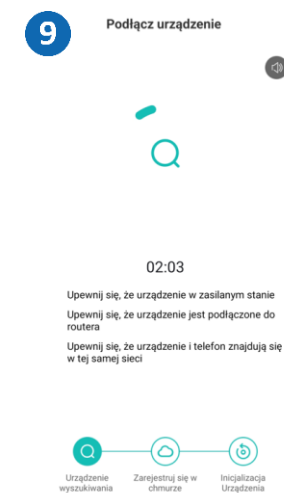 9
Podłącz urządzenie
02:03
Upewnij się, że urządzenie w zasilanym stanie
Upewnij się, że urządzenie jest podłączone do
routera
Upewnij się, że urządzenie i telefon znajdują się
w tej samej sieci
Urządzenie
wyszukiwania
Zarejestruj się w
chmurze
Inicjalizacja
Urządzenia